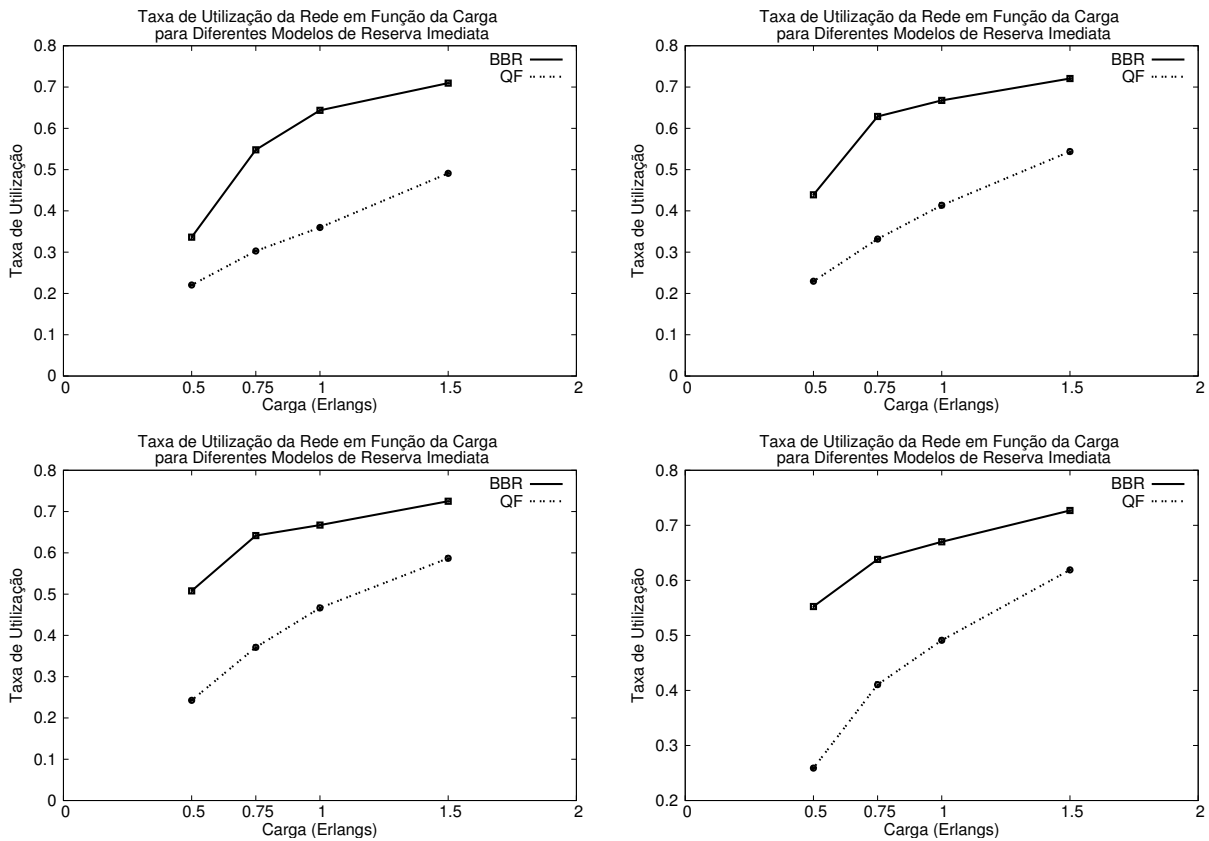 Taxa de Utilização da Rede em Função da Carga
para Diferentes Modelos de Reserva Imediata
BBR
QF
Taxa de Utilização
0.8
0.7
0.6
0.5
0.4
0.3
0.2
0.1
0
0 0.5 0.75 1 1.5 2
Carga (Erlangs)
Taxa de Utilização da Rede em Função da Carga
para Diferentes Modelos de Reserva Imediata
BBR
QF
Taxa de Utilização
0.8
0.7
0.6
0.5
0.4
0.3
0.2
0.1
0
0 0.5 0.75 1 1.5 2
Carga (Erlangs)
Taxa de Utilização da Rede em Função da Carga
para Diferentes Modelos de Reserva Imediata
BBR
QF
Taxa de Utilização
0.8
0.7
0.6
0.5
0.4
0.3
0.2
0.1
0
0 0.5 0.75 1 1.5 2
Carga (Erlangs)
Taxa de Utilização da Rede em Função da Carga
para Diferentes Modelos de Reserva Imediata
BBR
QF
Taxa de Utilização
0.8
0.7
0.6
0.5
0.4
0.3
0.2
0 0.5 0.75 1 1.5 2
Carga (Erlangs)